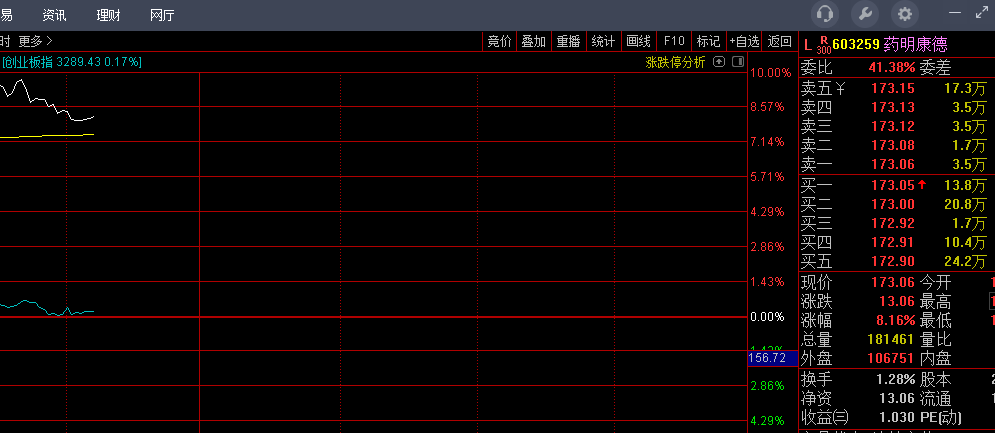 易 资讯 理财 网厅
时 更多 竞价 叠加 重播 统计 画线 F10 标记 +自选 返回
[创业板指 3289.43 0.17%] 涨跌停分析
10.00%
8.57%
7.14%
5.71%
4.29%
2.86%
1.43%
0.00%
156.72
2.86%
4.29%
L R 300 603259 药明康德
委比 41.38% 委差
卖五 ¥ 173.15 17.3万
卖四 173.13 3.5万
卖三 173.12 3.5万
卖二 173.08 1.7万
卖一 173.06 3.5万
买一 173.05↑ 13.8万
买二 173.00 20.8万
买三 172.92 1.7万
买四 172.91 10.4万
买五 172.90 24.2万
现价 173.06 今开
涨跌 13.06 最高
涨幅 8.16% 最低
总量 181461 量比
外盘 106751 内盘
换手 1.28% 股本
净资 13.06 流通
收益㈢ 1.030 PE(动)